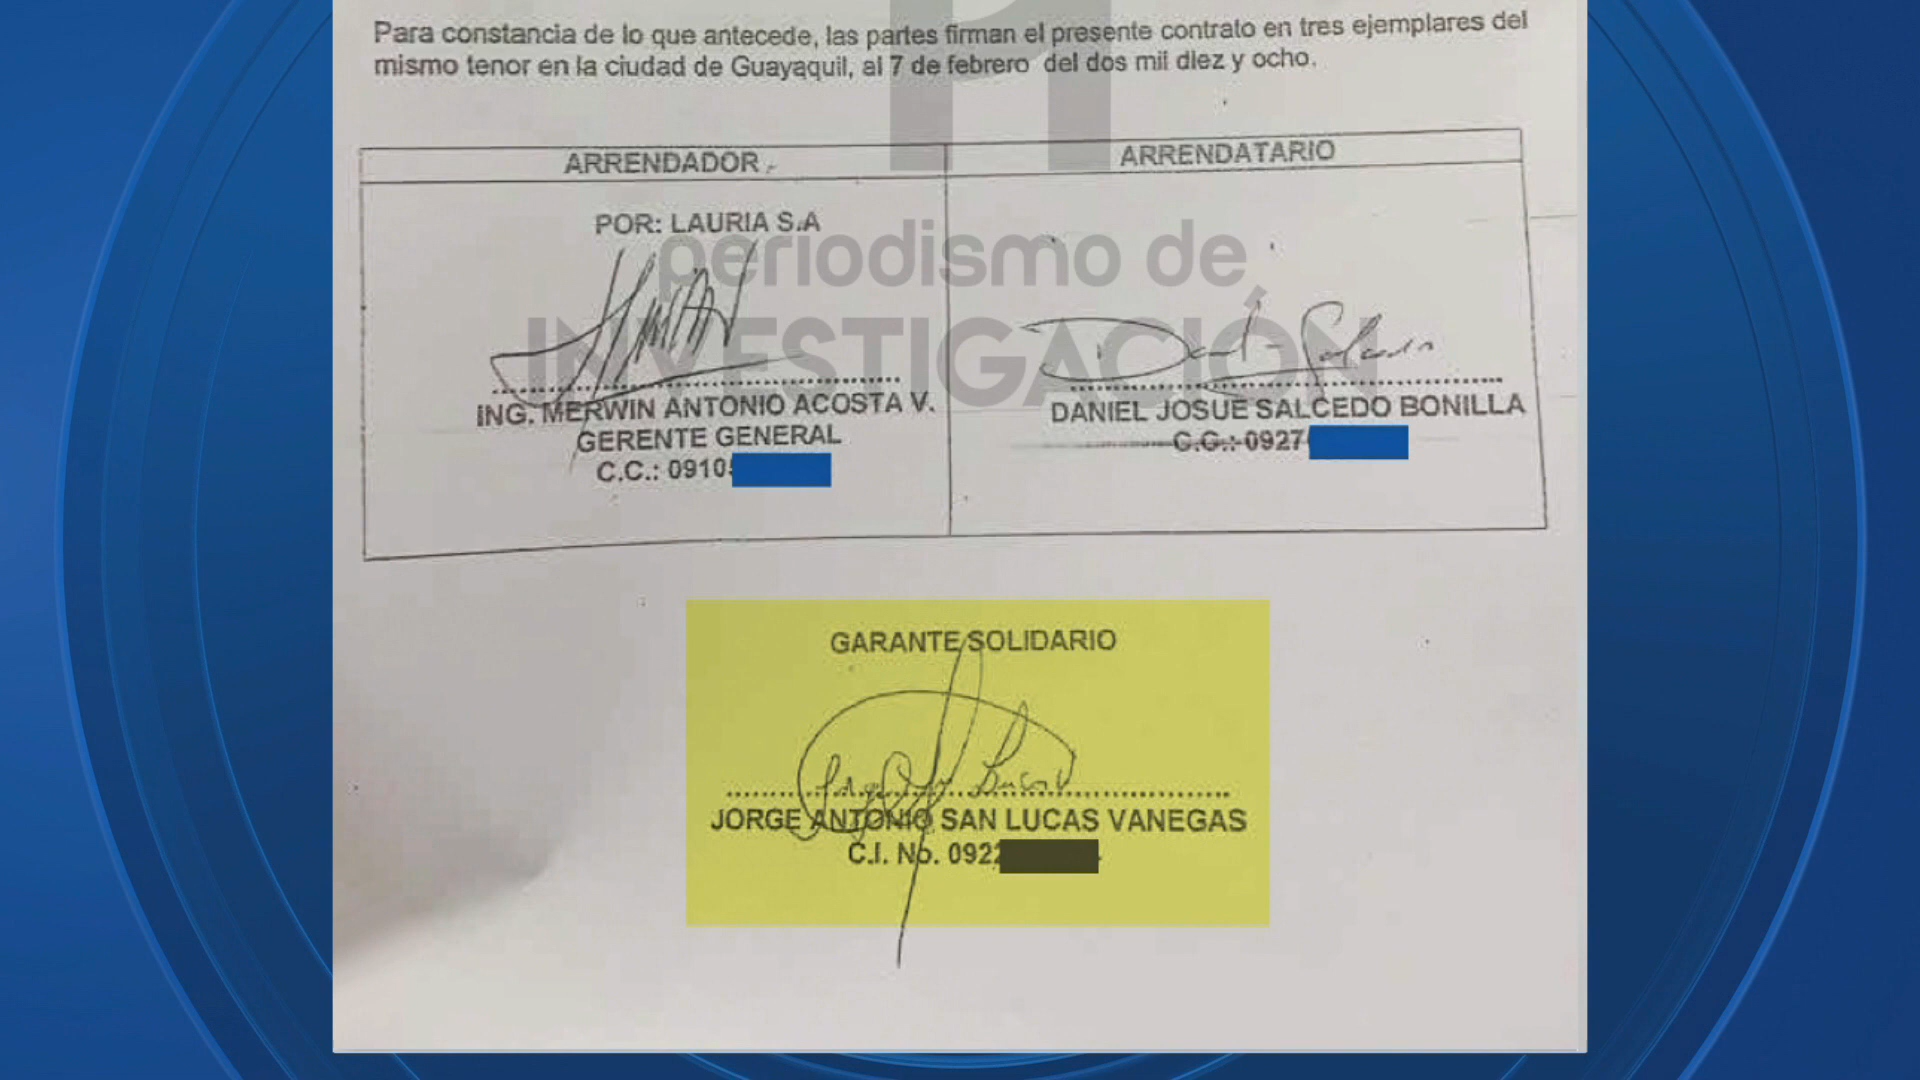 Para constancia de lo que antecede, las partes firman el presente contrato en tres ejemplares del
mismo tenor en la ciudad de Guayaquil, al 7 de febrero del dos mil diez y ocho.
ARRENDADOR
ARRENDATARIO
POR: LAURIA S.A
periodismo de
INVESTIGACIÓN
Daniel Salcedo
ING. MERWIN ANTONIO ACOSTA V.
GERENTE GENERAL
C.C.: 0910
DANIEL JOSUE SALCEDO BONILLA
C.C.: 0927
GARANTE SOLIDARIO
JORGE ANTONIO SAN LUCAS VANEGAS
C.I. No. 092